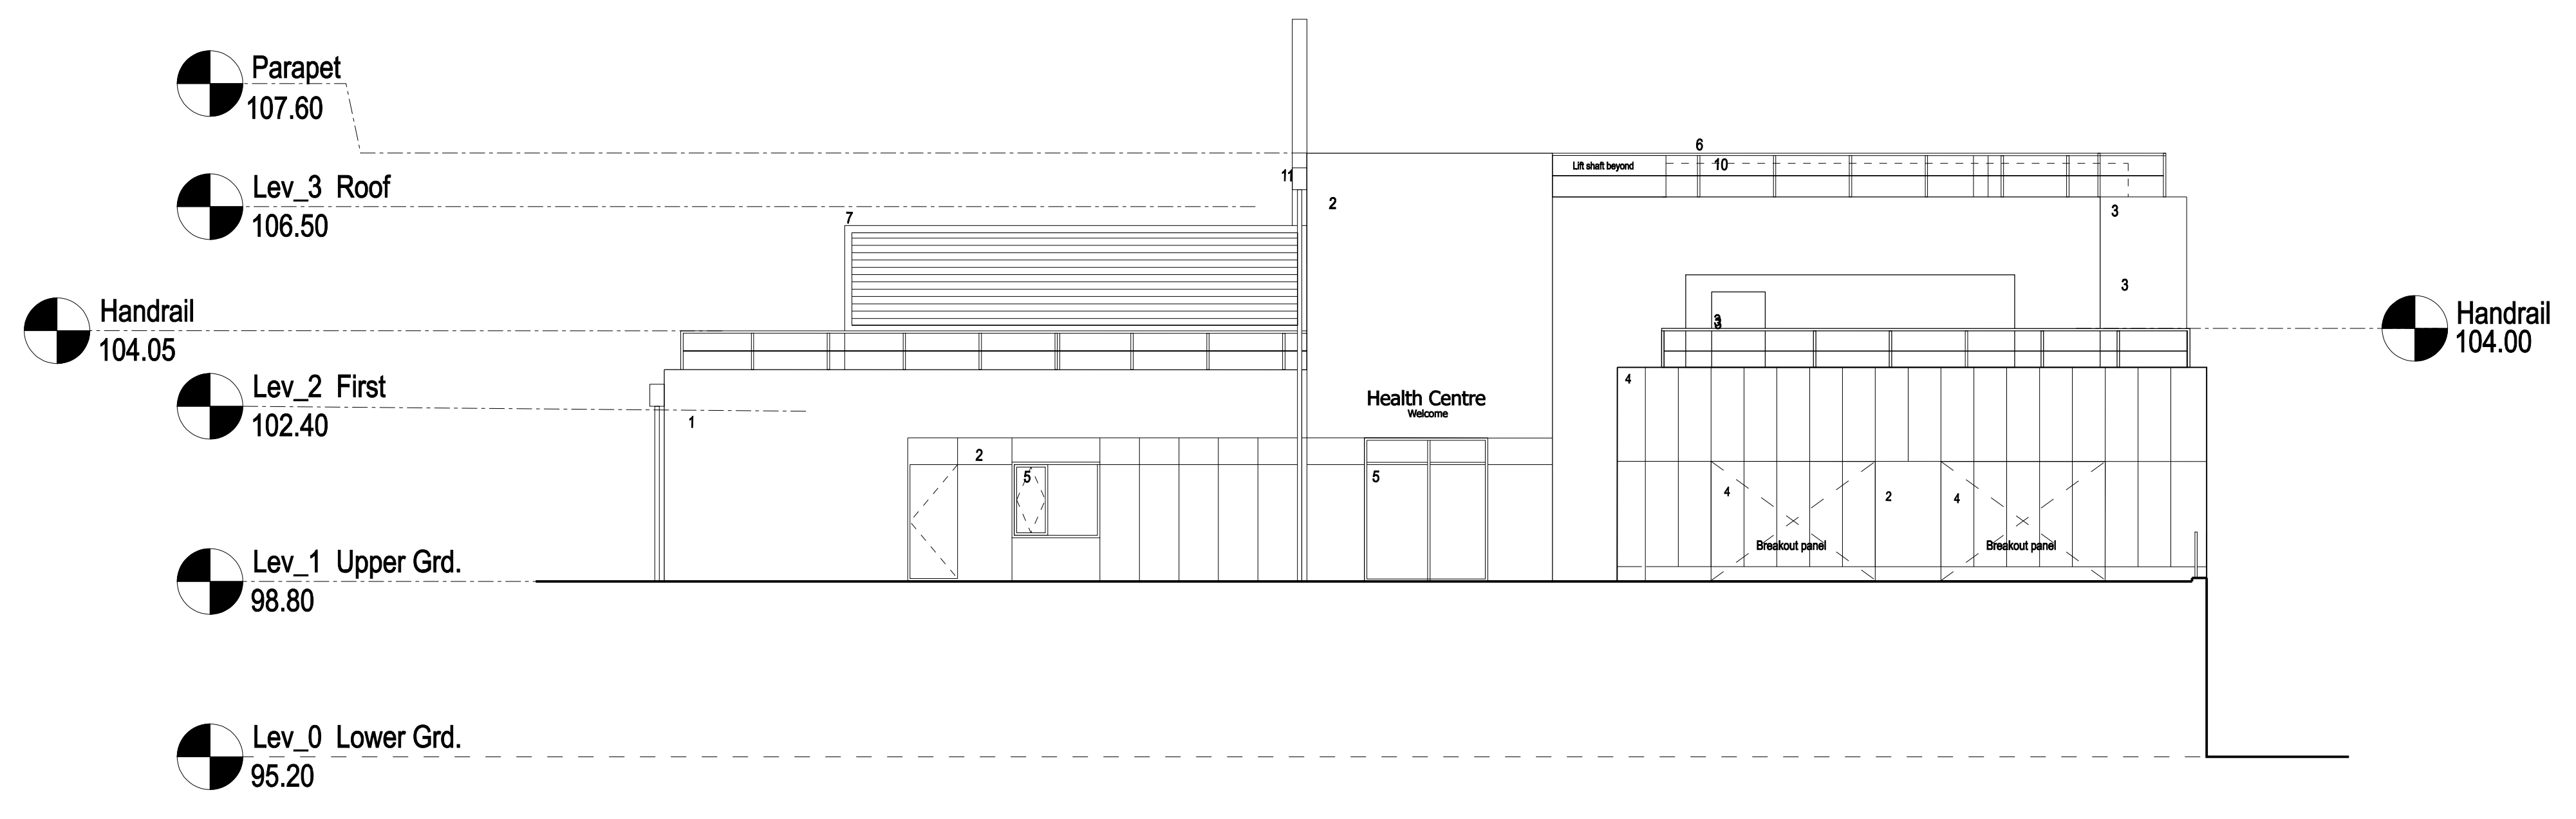 Parapet
107.60
Lev_3 Roof
106.50
Handrail
104.05
Lev_2 First
102.40
Lev_1 Upper Grd.
98.80
Lev_0 Lower Grd.
95.20
7
11
2
6
Lift shaft beyond
10
3
3
3
3
Handrail
104.00
1
Health Centre
Welcome
4
2
5
5
4
2
4
Breakout panel
Breakout panel